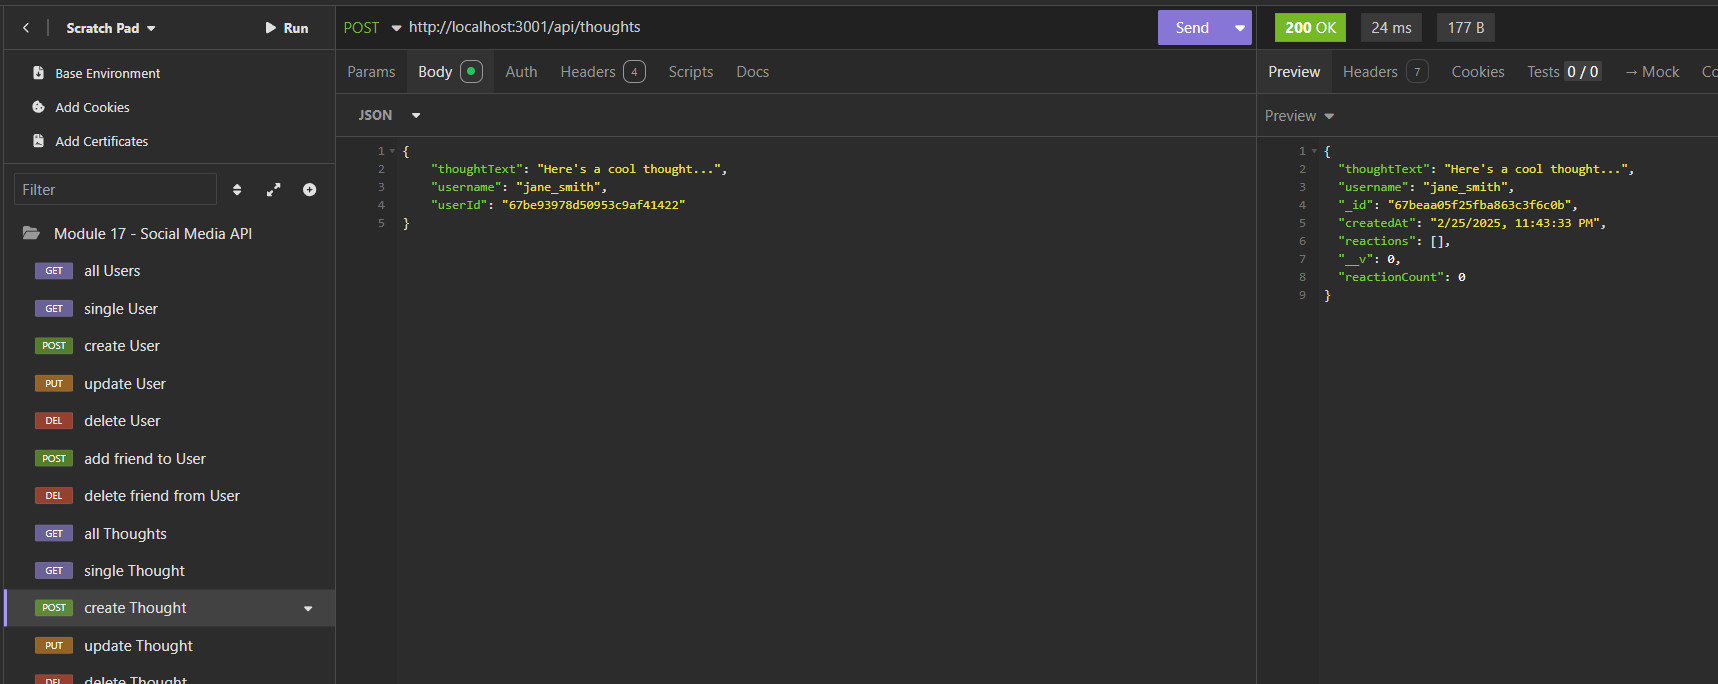 Scratch Pad
Run
Base Environment
Add Cookies
Add Certificates
Filter
Module 17 - Social Media API
GET all Users
GET single User
POST create User
PUT update User
DEL delete User
POST add friend to User
DEL delete friend from User
GET all Thoughts
GET single Thought
POST create Thought
PUT update Thought
DEL delete Thought
POST http://localhost:3001/api/thoughts
Send
Params Body Auth Headers 4 Scripts Docs
JSON
1 {
2 "thoughtText": "Here's a cool thought...",
3 "username": "jane_smith",
4 "userId": "67be93978d50953c9af41422"
5 }
200 OK 24 ms 177 B
Preview Headers 7 Cookies Tests 0 / 0 → Mock Co
Preview
1 {
2 "thoughtText": "Here's a cool thought...",
3 "username": "jane_smith",
4 "_id": "67beaa05f25fba863c3f6c0b",
5 "createdAt": "2/25/2025, 11:43:33 PM",
6 "reactions": [],
7 "__v": 0,
8 "reactionCount": 0
9 }